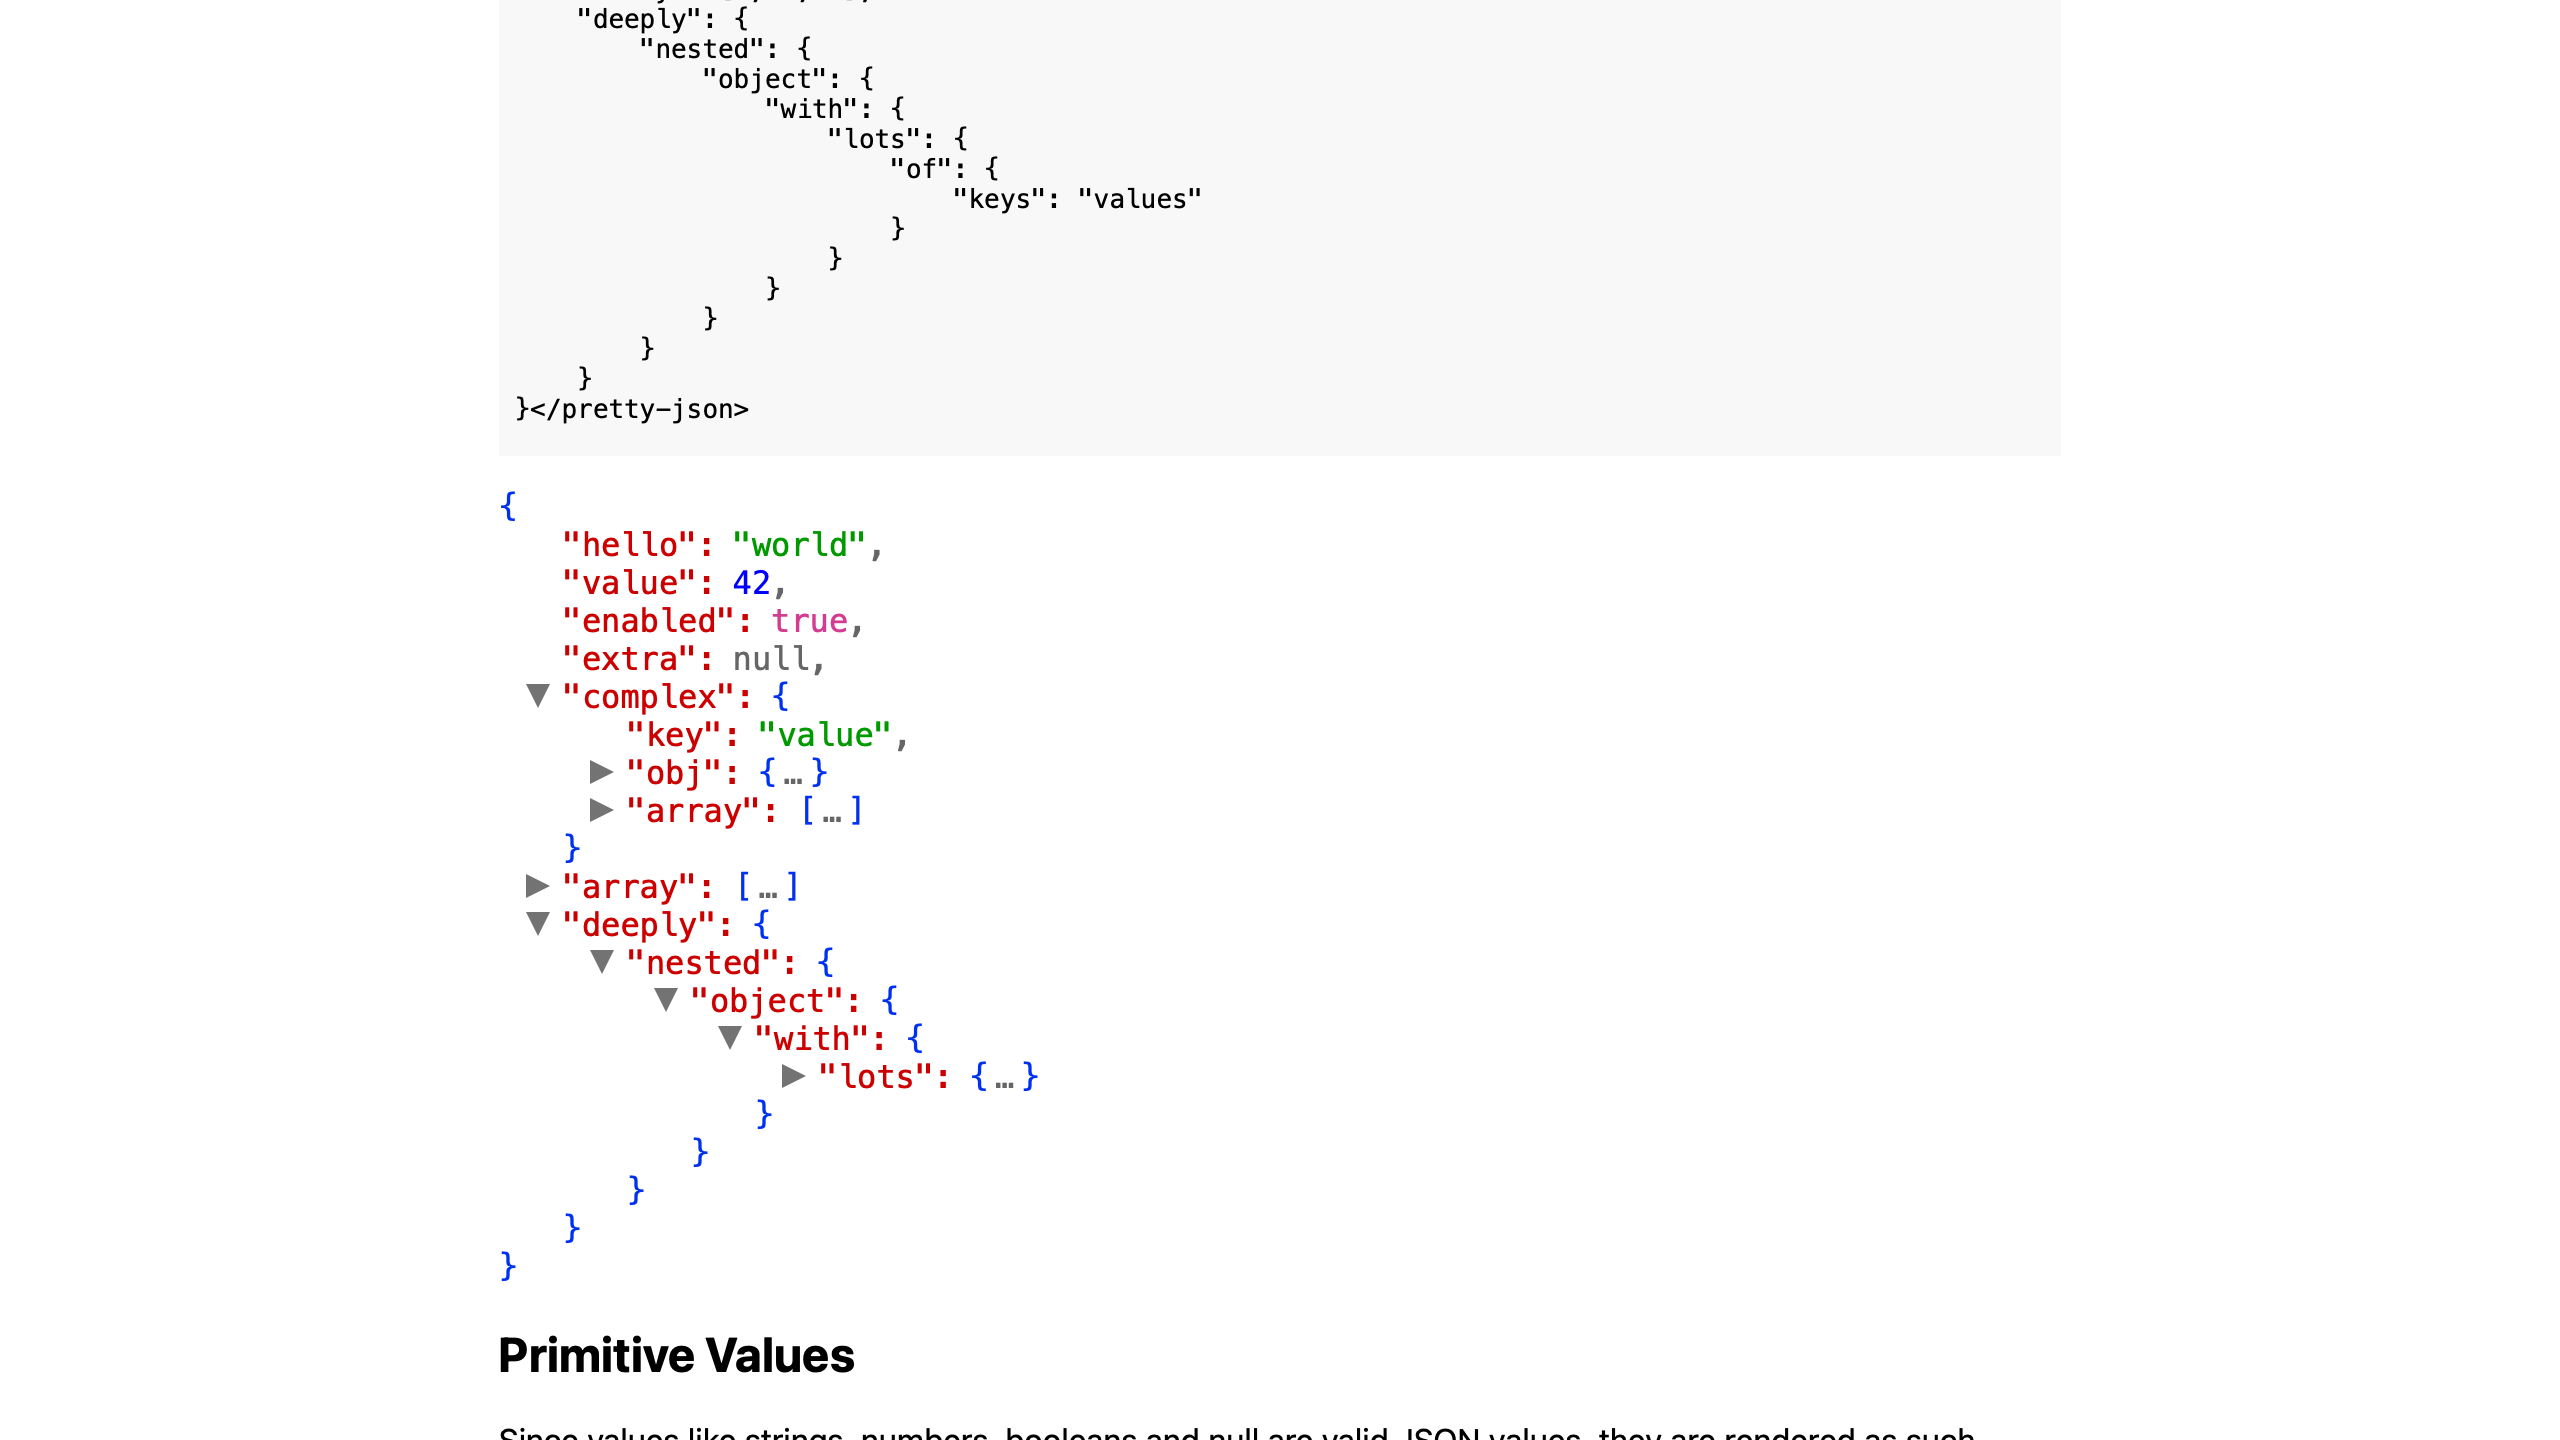 "deeply": {
"nested": {
"object": {
"with": {
"lots": {
"of": {
"keys": "values"
}
}
}
}
}
}
}</pretty-json>
{
"hello": "world",
"value": 42,
"enabled": true,
"extra": null,
▼ "complex": {
"key": "value",
▶ "obj": {…}
▶ "array": […]
}
▶ "array": […]
▼ "deeply": {
▼ "nested": {
▼ "object": {
▼ "with": {
▶ "lots": {…}
}
}
}
}
}
Primitive Values
Since values like strings, numbers, booleans and null are valid JSON values, they are rendered as such